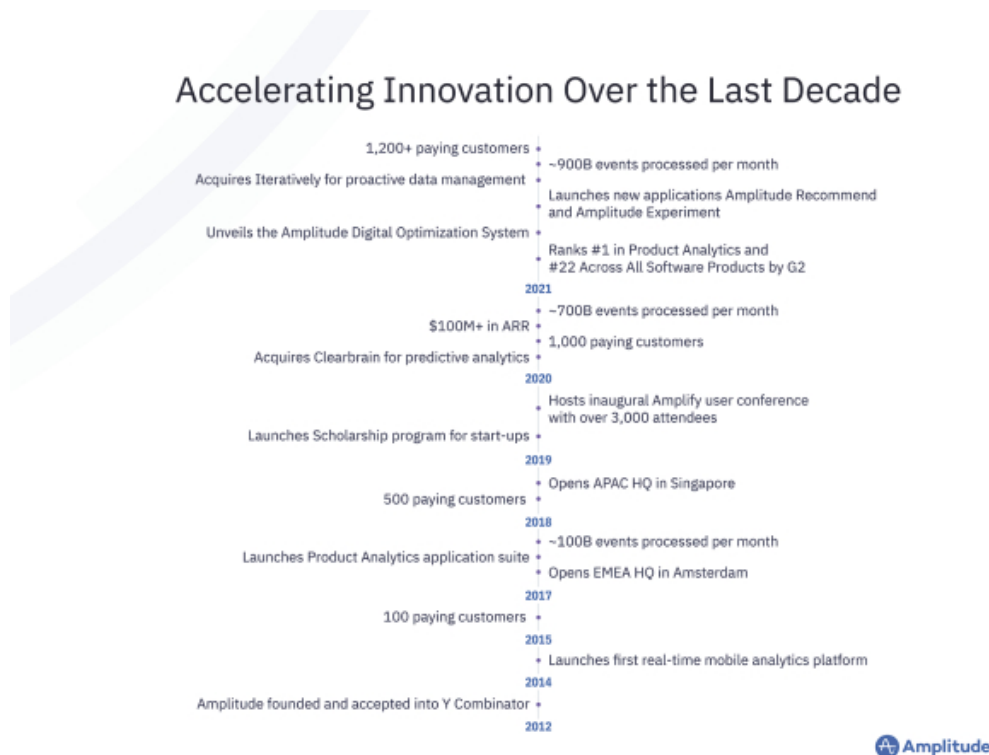 Accelerating Innovation Over the Last Decade
1,200+ paying customers
~900B events processed per month
Acquires Iteratively for proactive data management
Launches new applications Amplitude Recommend
and Amplitude Experiment
Unveils the Amplitude Digital Optimization System
Ranks #1 in Product Analytics and
#22 Across All Software Products by G2
2021
~700B events processed per month
$100M+ in ARR
1,000 paying customers
Acquires Clearbrain for predictive analytics
2020
Hosts inaugural Amplify user conference
with over 3,000 attendees
Launches Scholarship program for start-ups
2019
Opens APAC HQ in Singapore
500 paying customers
2018
~100B events processed per month
Launches Product Analytics application suite
Opens EMEA HQ in Amsterdam
2017
100 paying customers
2015
Launches first real-time mobile analytics platform
2014
Amplitude founded and accepted into Y Combinator
2012
Amplitude